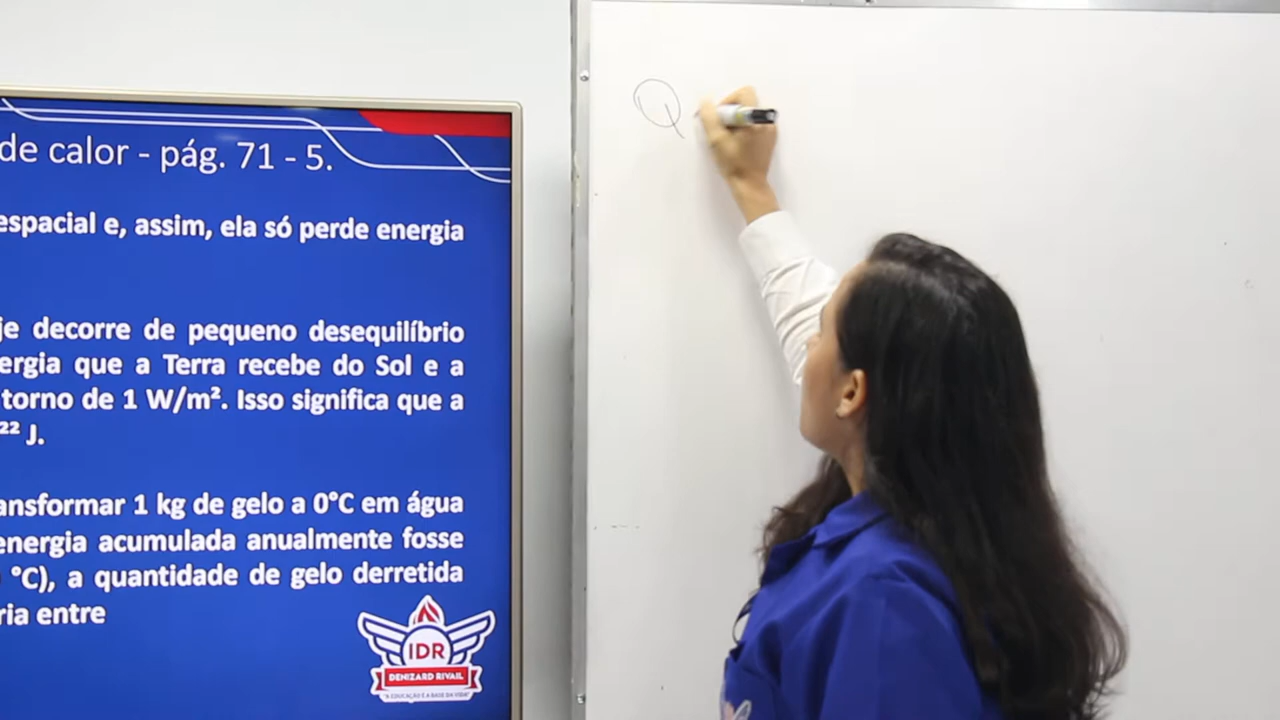 de calor - pág. 71 - 5.
espacial e, assim, ela só perde energia
je decorre de pequeno desequilíbrio
ergia que a Terra recebe do Sol e a
torno de 1 W/m². Isso significa que a
²² J.
ansformar 1 kg de gelo a 0°C em água
energia acumulada anualmente fosse
°C), a quantidade de gelo derretida
ria entre
IDR
DENIZARD RIVAIL
"A EDUCAÇÃO É A BASE DA VIDA"
Q